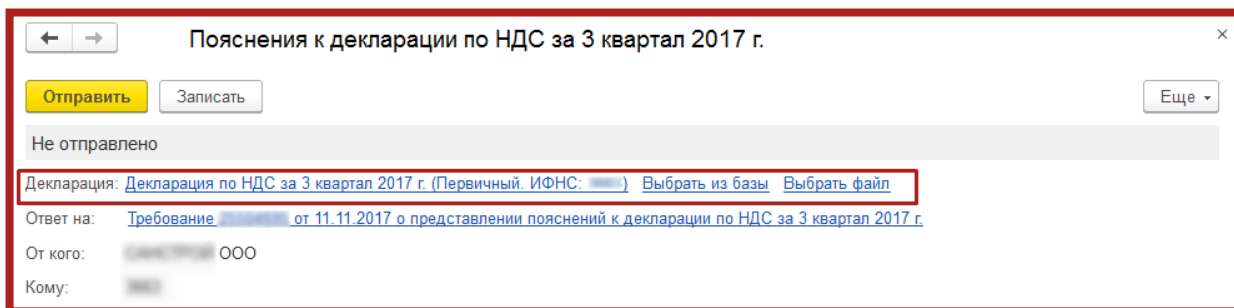 Пояснения к декларации по НДС за 3 квартал 2017 г.
Отправить Записать Еще
Не отправлено
Декларация: Декларация по НДС за 3 квартал 2017 г. (Первичный. ИФНС: ) Выбрать из базы Выбрать файл
Ответ на: Требование от 11.11.2017 о представлении пояснений к декларации по НДС за 3 квартал 2017 г.
От кого: ООО
Кому: